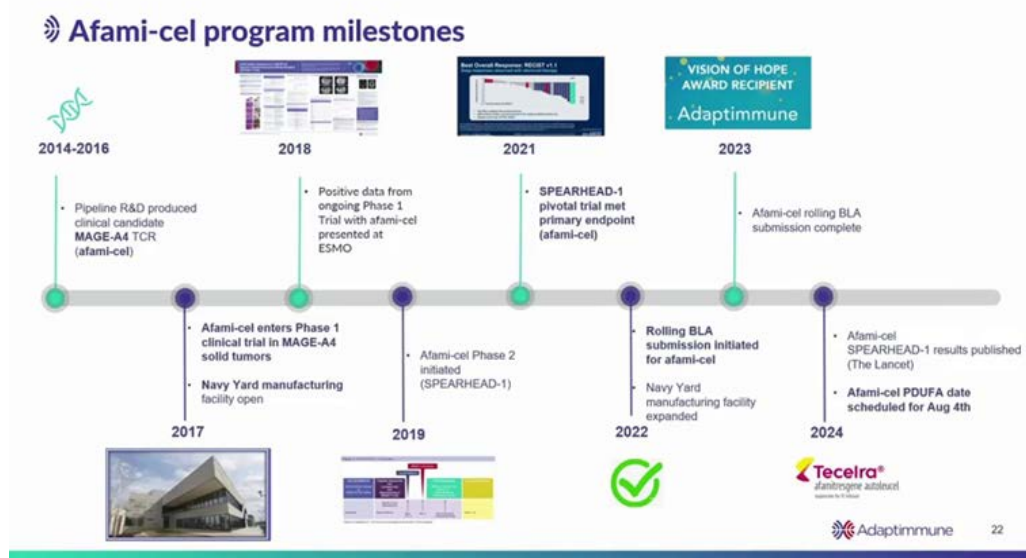 Afami-cel program milestones
2014-2016
2018
Best Overall Response: RECIST v1.1
2021
VISION OF HOPE
AWARD RECIPIENT
Adaptimmune
2023
• Pipeline R&D produced
clinical candidate
MAGE-A4 TCR
(afami-cel)
• Positive data from
ongoing Phase 1
Trial with afami-cel
presented at
ESMO
• SPEARHEAD-1
pivotal trial met
primary endpoint
(afami-cel)
• Afami-cel rolling BLA
submission complete
• Afami-cel enters Phase 1
clinical trial in MAGE-A4
solid tumors
• Navy Yard manufacturing
facility open
2017
• Afami-cel Phase 2
initiated
(SPEARHEAD-1)
2019
• Rolling BLA
submission initiated
for afami-cel
• Navy Yard
manufacturing facility
expanded
2022
• Afami-cel
SPEARHEAD-1 results published
(The Lancet)
• Afami-cel PDUFA date
scheduled for Aug 4th
2024
Tecelra®
afamitresgene autoleucel
suspension for IV infusion
Adaptimmune
22